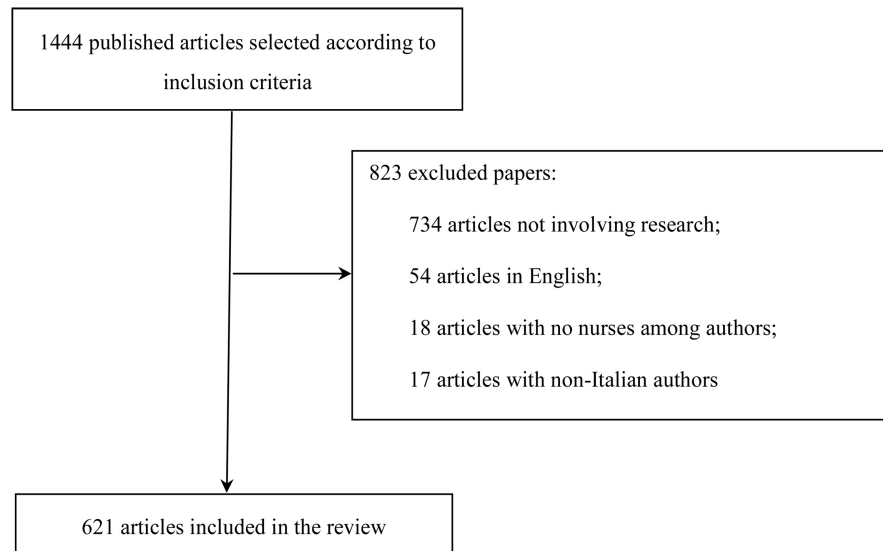 1444 published articles selected according to
inclusion criteria
823 excluded papers:
734 articles not involving research;
54 articles in English;
18 articles with no nurses among authors;
17 articles with non-Italian authors
621 articles included in the review